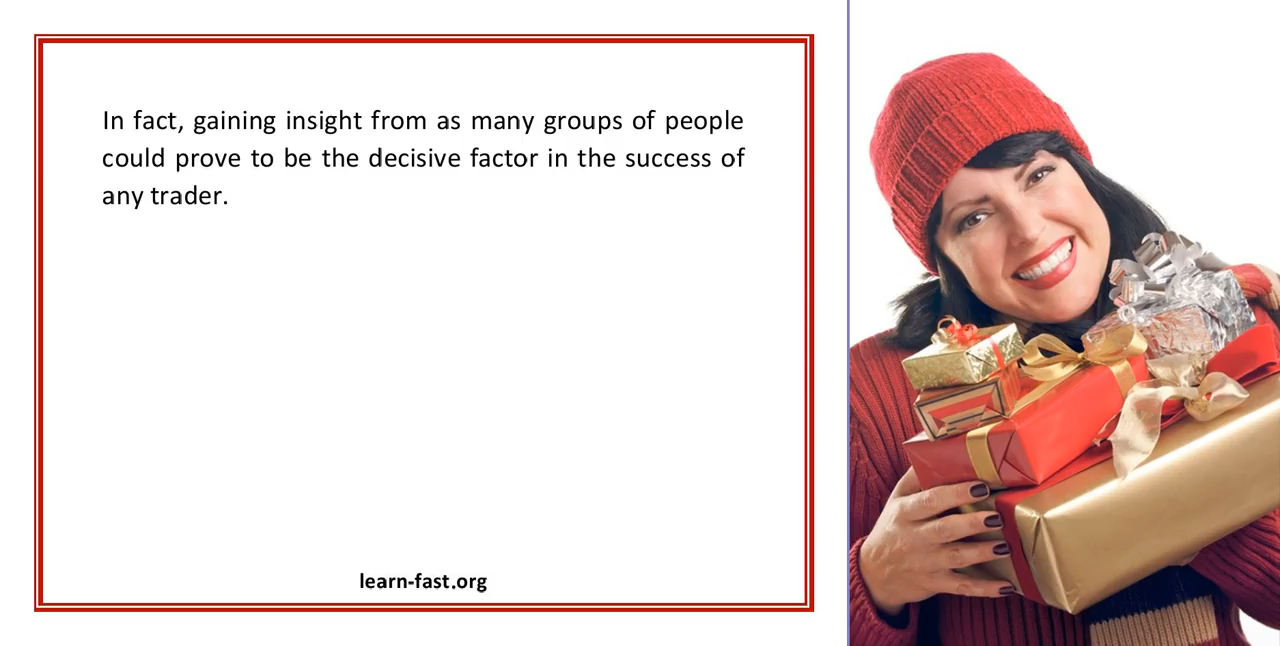 In fact, gaining insight from as many groups of people
could prove to be the decisive factor in the success of
any trader.
learn-fast.org